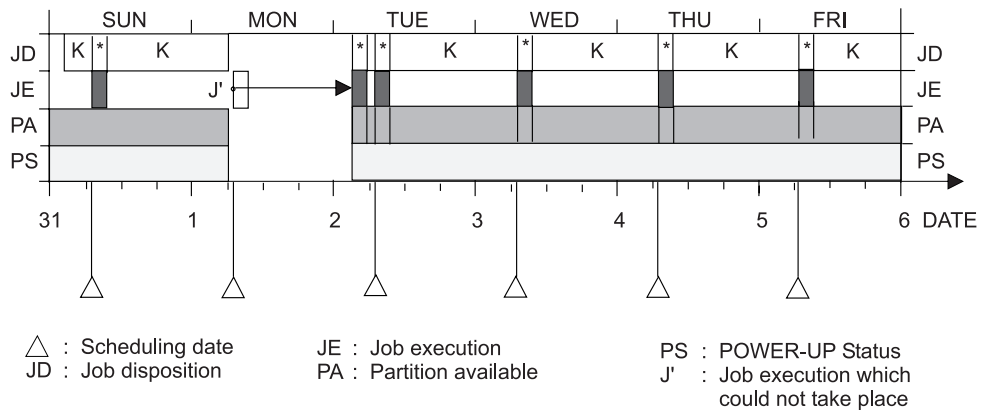 SUN MON TUE WED THU FRI
JD K * K * * K * K * K * K JD
JE J' JE
PA PA
PS PS
31 1 2 3 4 5 6 DATE
: Scheduling date
JD : Job disposition
JE : Job execution
PA : Partition available
PS : POWER-UP Status
J' : Job execution which
could not take place